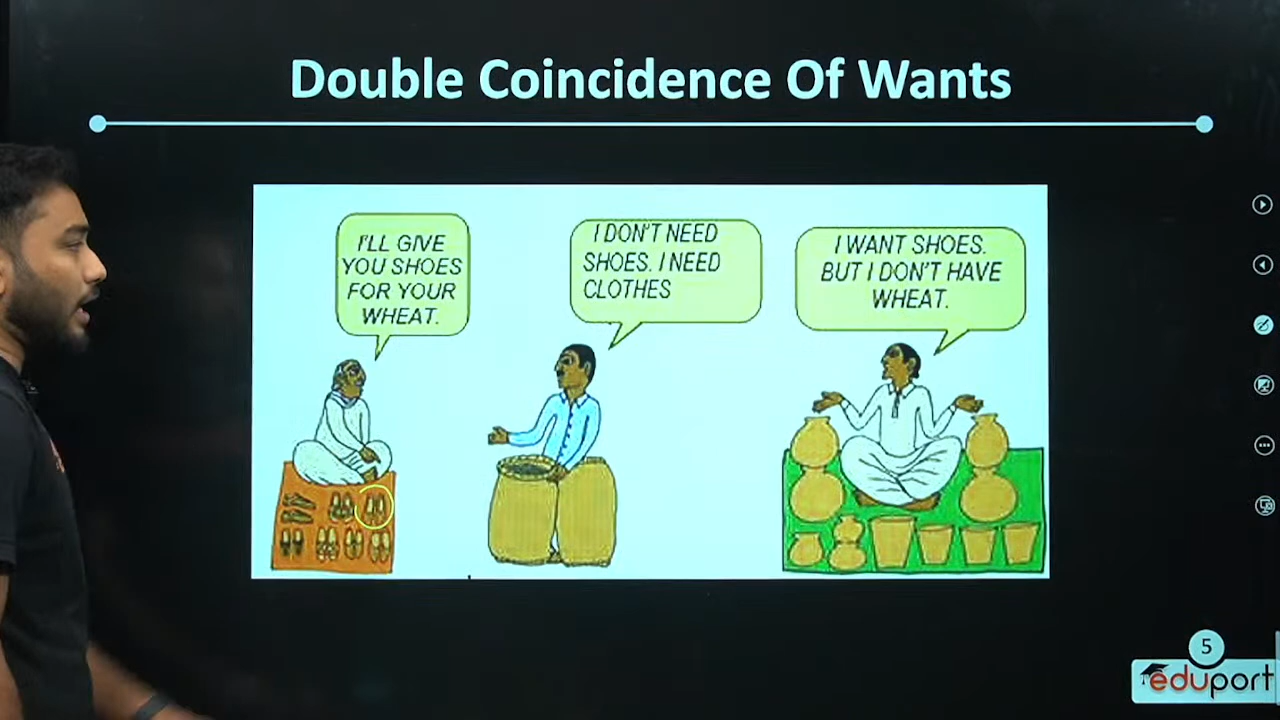 Double Coincidence Of Wants
I'LL GIVE
YOU SHOES
FOR YOUR
WHEAT.
I DON'T NEED
SHOES. I NEED
CLOTHES
I WANT SHOES.
BUT I DON'T HAVE
WHEAT.
5
eduport